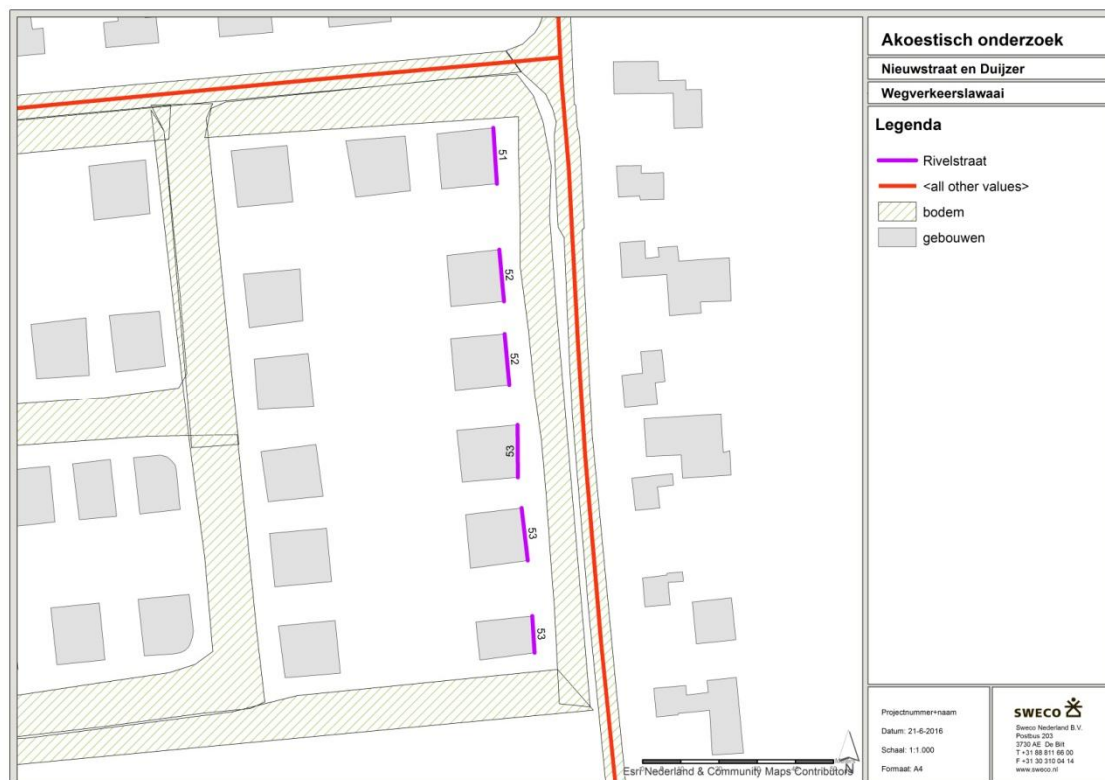 Akoestisch onderzoek
Nieuwstraat en Duijzer
Wegverkeerslawaai
Legenda
Rivelstraat
<all other values>
bodem
gebouwen
51
52
52
53
53
53
Esri Nederland & Community Maps Contributors
N
Projectnummer+naam
Datum: 21-6-2016
Schaal: 1:1.000
Formaat: A4
SWECO
Sweco Nederland B.V.
Postbus 203
3730 AE De Bilt
T +31 88 811 66 00
F +31 30 310 04 14
www.sweco.nl